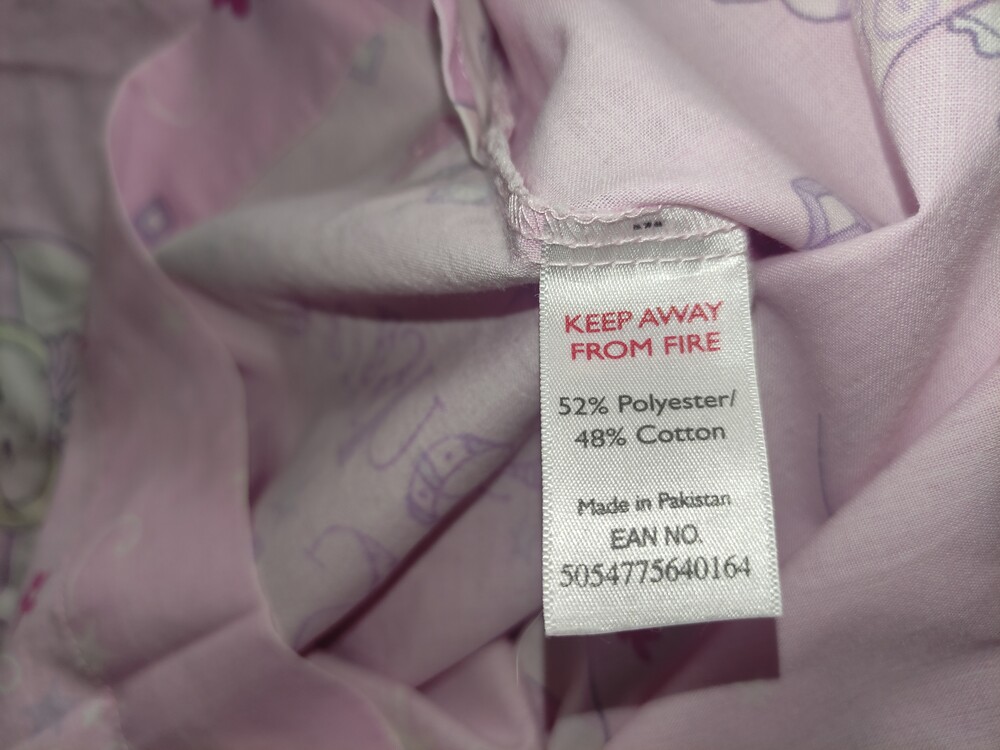 KEEP AWAY
FROM FIRE
52% Polyester/
48% Cotton
Made in Pakistan
EAN NO.
5054775640164